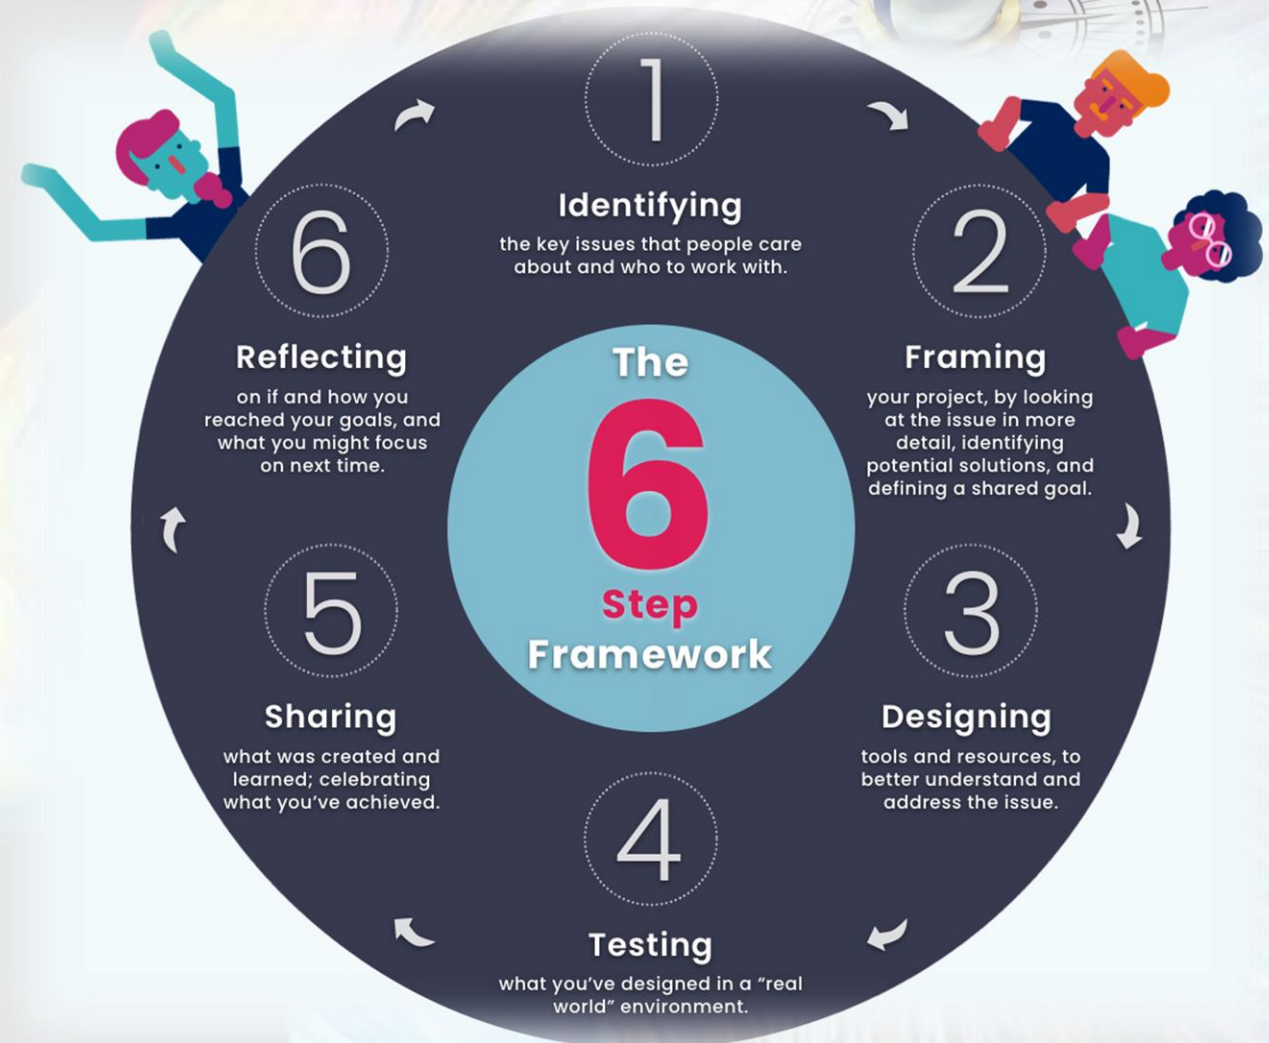 The
6
Step
Framework
1
Identifying
the key issues that people care
about and who to work with.
2
Framing
your project, by looking
at the issue in more
detail, identifying
potential solutions, and
defining a shared goal.
3
Designing
tools and resources, to
better understand and
address the issue.
4
Testing
what you’ve designed in a “real
world” environment.
5
Sharing
what was created and
learned; celebrating
what you’ve achieved.
6
Reflecting
on if and how you
reached your goals, and
what you might focus
on next time.